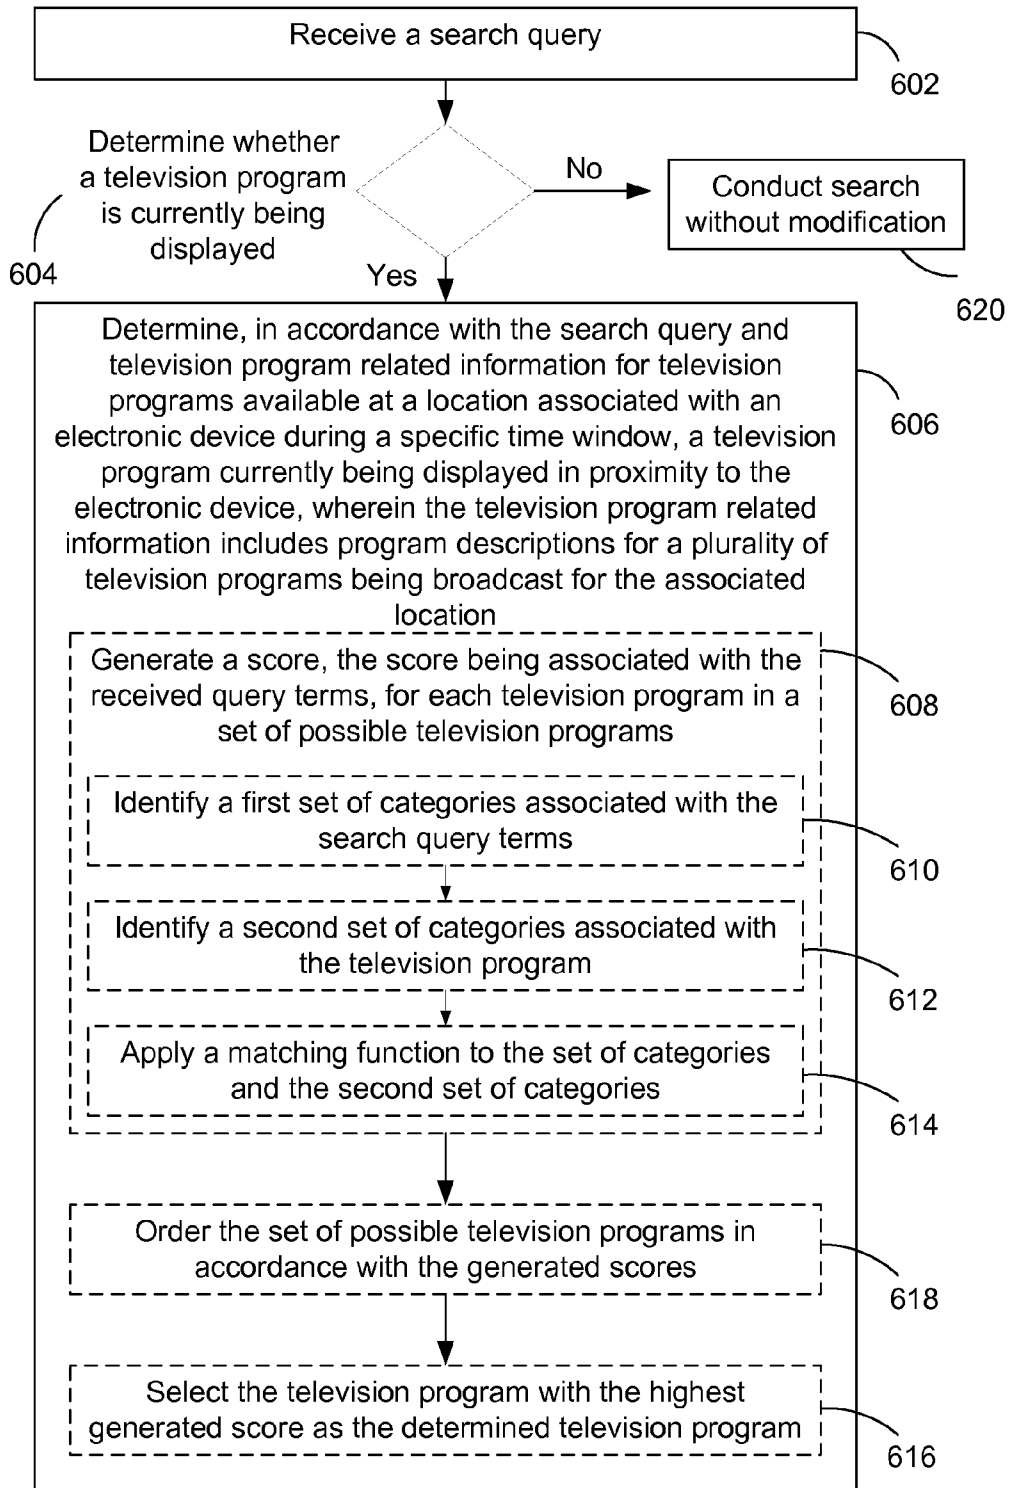 Receive a search query
602
Determine whether
a television program
is currently being
displayed
604
No
Conduct search
without modification
620
Yes
Determine, in accordance with the search query and
television program related information for television
programs available at a location associated with an
electronic device during a specific time window, a television
program currently being displayed in proximity to the
electronic device, wherein the television program related
information includes program descriptions for a plurality of
television programs being broadcast for the associated
location
606
Generate a score, the score being associated with the
received query terms, for each television program in a
set of possible television programs
608
Identify a first set of categories associated with the
search query terms
610
Identify a second set of categories associated with
the television program
612
Apply a matching function to the set of categories
and the second set of categories
614
Order the set of possible television programs in
accordance with the generated scores
618
Select the television program with the highest
generated score as the determined television program
616